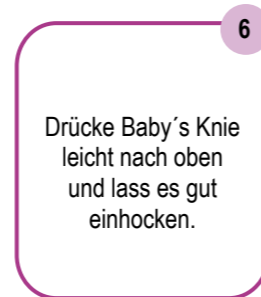 6
Drücke Baby´s Knie
leicht nach oben
und lass es gut
einhocken.